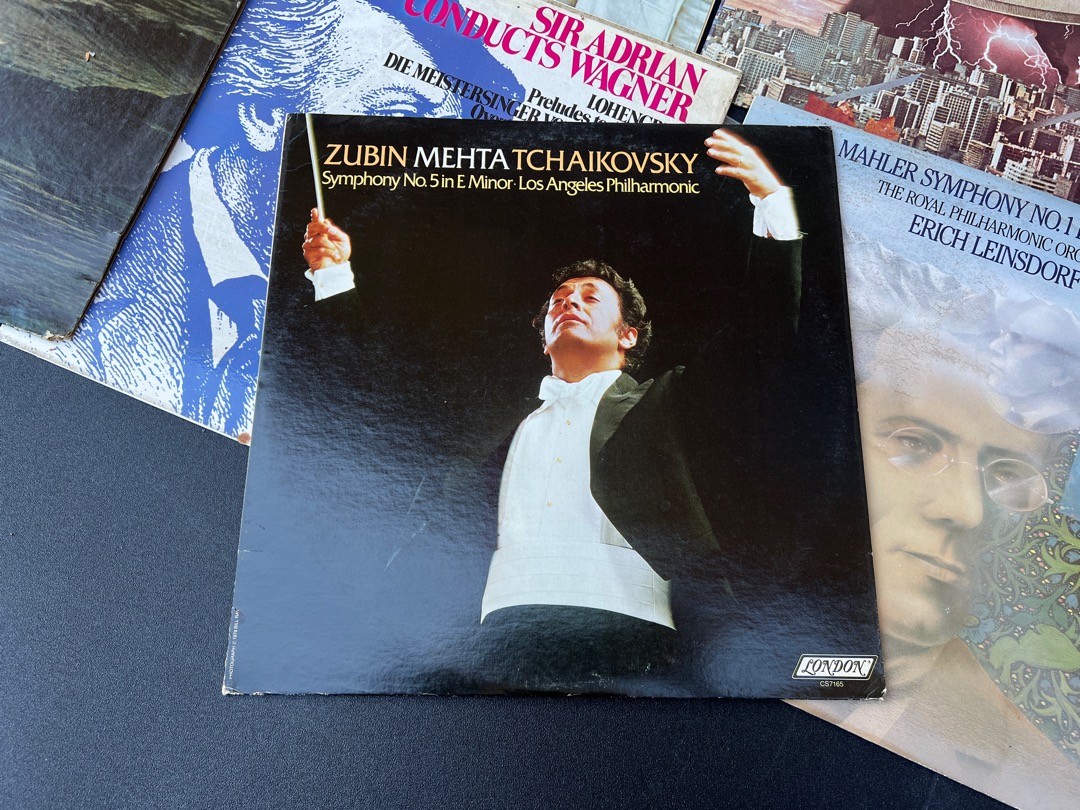 SIR ADRIAN
CONDUCTS WAGNER
DIE MEISTERSINGER
LOHENGR
Preludes
ZUBIN MEHTA TCHAIKOVSKY
Symphony No. 5 in E Minor · Los Angeles Philharmonic
MAHLER SYMPHONY NO. 1
THE ROYAL PHILHARMONIC ORC
ERICH LEINSDORF
LONDON
CS7165